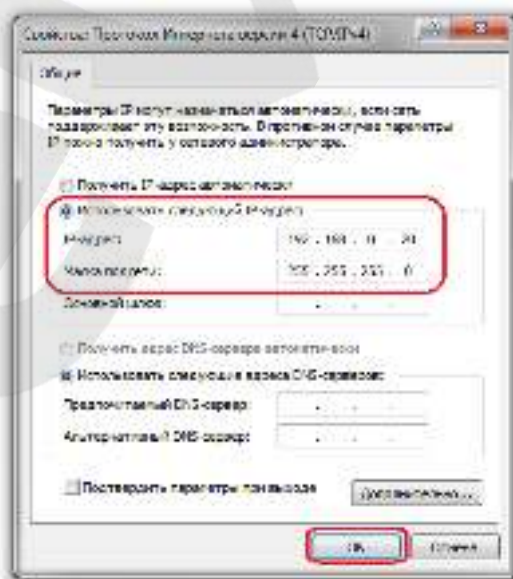 Свойства: Протокол Интернета версии 4 (TCP/IPv4)
Общие
Параметры IP могут назначаться автоматически, если сеть
поддерживает эту возможность. В противном случае параметры
IP можно получить у сетевого администратора.
Получить IP-адрес автоматически
Использовать следующий IP-адрес:
IP-адрес: 192 . 168 . 0 . 20
Маска подсети: 255 . 255 . 255 . 0
Основной шлюз: . . .
Получить адрес DNS-сервера автоматически
Использовать следующие адреса DNS-серверов:
Предпочитаемый DNS-сервер: . . .
Альтернативный DNS-сервер: . . .
Подтвердить параметры при выходе
Дополнительно...
ОК
Отмена